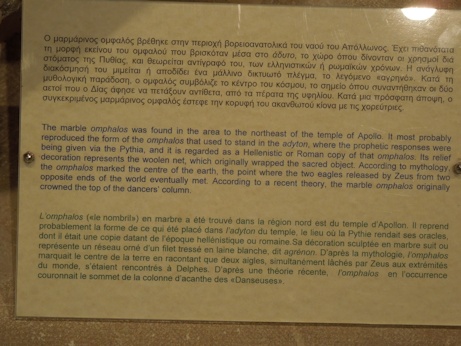 Ο μαρμάρινος ομφαλός βρέθηκε στην περιοχή βορειοανατολικά του ναού του Απόλλωνος. Έχει πιθανότατα
τη μορφή εκείνου του ομφαλού που βρισκόταν μέσα στο άδυτο, το χώρο όπου δίνονταν οι χρησμοί δια
στόματος της Πυθίας, και θεωρείται αντίγραφό του, των ελληνιστικών ή ρωμαϊκών χρόνων. Η ανάγλυφη
διακόσμησή του μιμείται ή αποδίδει ένα μάλλινο δικτυωτό πλέγμα, το λεγόμενο «αγρηνό». Κατά τη
μυθολογική παράδοση, ο ομφαλός συμβόλιζε το κέντρο του κόσμου, το σημείο όπου συναντήθηκαν οι δύο
αετοί που ο Δίας άφησε να πετάξουν αντίθετα, από τα πέρατα της υφηλίου. Κατά μια πρόσφατη άποψη, ο
συγκεκριμένος μαρμάρινος ομφαλός έστεφε την κορυφή του ακανθωτού κίονα με τις χορεύτριες.
The marble omphalos was found in the area to the northeast of the temple of Apollo. It most probably
reproduced the form of the omphalos that used to stand in the adyton, where the prophetic responses were
being given via the Pythia, and it is regarded as a Hellenistic or Roman copy of that omphalos. Its relief
decoration represents the woolen net, which originally wrapped the sacred object. According to mythology,
the omphalos marked the centre of the earth, the point where the two eagles released by Zeus from two
opposite ends of the world eventually met. According to a recent theory, the marble omphalos originally
crowned the top of the dancers' column.
L'omphalos («le nombril») en marbre a été trouvé dans la région nord est du temple d'Apollon. Il reprend
probablement la forme de ce qui été placé dans l'adyton du temple, le lieu où la Pythie rendait ses oracles,
dont il était une copie datant de l'époque hellénistique ou romaine. Sa décoration sculptée en marbre suit ou
représente un réseau orné d'un filet tressé en laine blanche, dit agrénon. D'après la mythologie, l'omphalos
marquait le centre de la terre en racontant que deux aigles, simultanément lâchés par Zeus aux extrémités
du monde, s'étaient rencontrés à Delphes. D'après une théorie récente, l'omphalos en l'occurrence
couronnait le sommet de la colonne d'acanthe des «Danseuses».